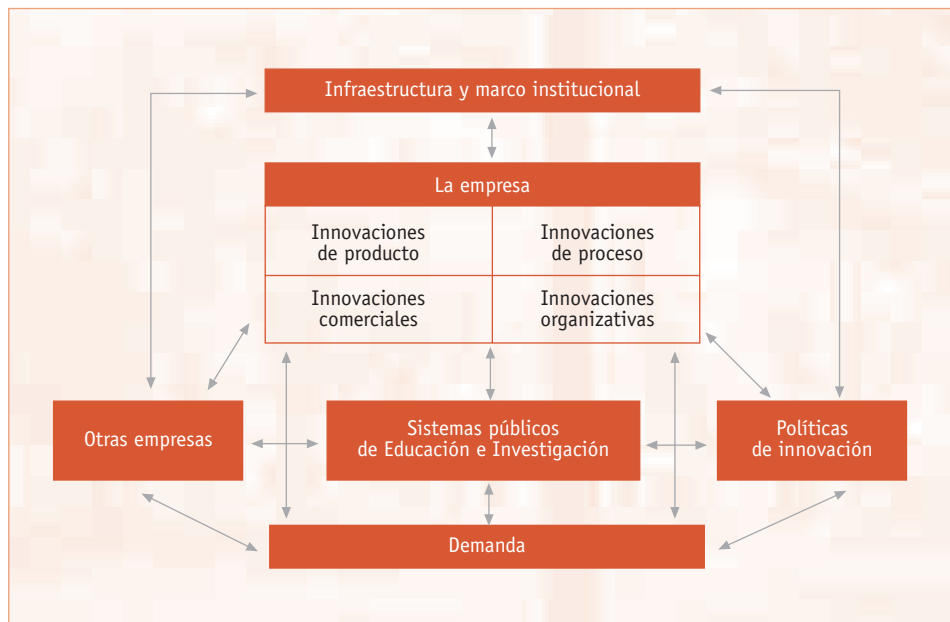 Infraestructura y marco institucional
La empresa
Innovaciones
de producto
Innovaciones
de proceso
Innovaciones
comerciales
Innovaciones
organizativas
Otras empresas
Sistemas públicos
de Educación e Investigación
Políticas
de innovación
Demanda